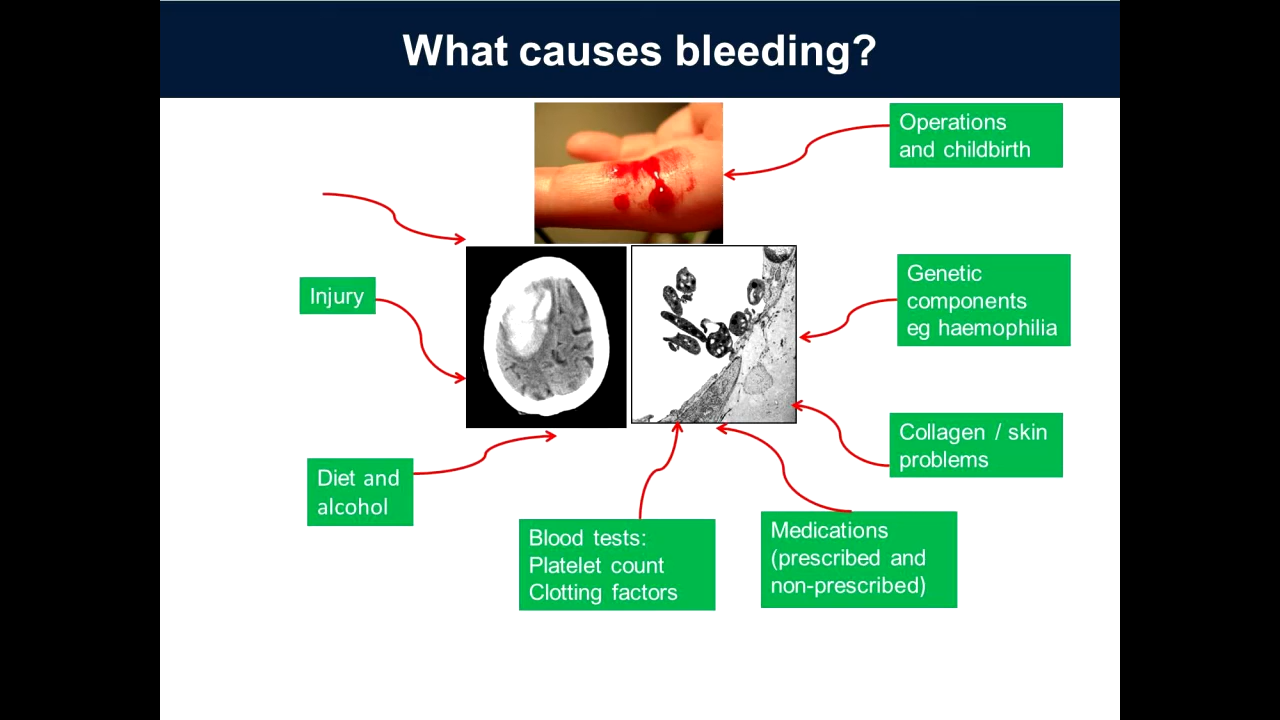 What causes bleeding?
Operations
and childbirth
Injury
Genetic
components
eg haemophilia
Collagen / skin
problems
Diet and
alcohol
Blood tests:
Platelet count
Clotting factors
Medications
(prescribed and
non-prescribed)